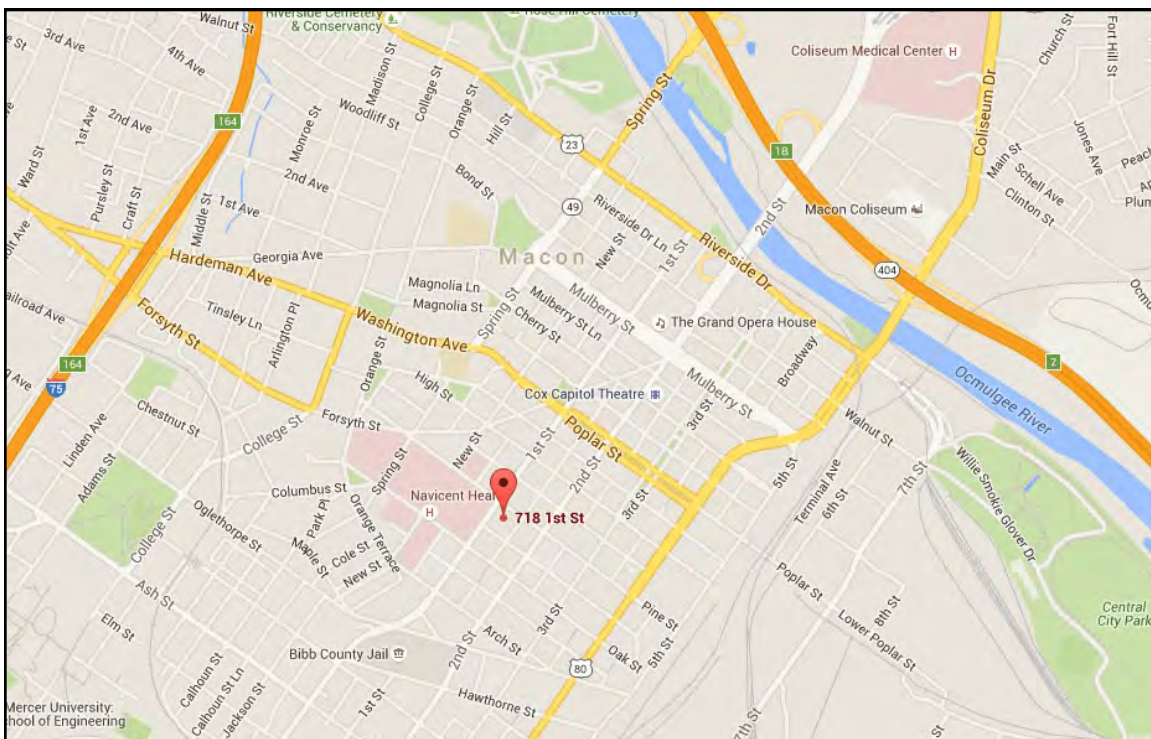 Walnut St
Riverside Cemetery
& Conservancy
Rose Hill Cemetery
Church St
Fort Hill St
3rd Ave
4th Ave
Madison St
College St
Orange St
Spring St
Coliseum Medical Center H
Coliseum Dr
1st Ave
2nd Ave
164
Woodliff St
Hill St
23
1B
Jones Ave
Ward St
Monroe St
Main St
Schell Ave
Peach
Pursley St
Craft St
2nd Ave
Bond St
2nd St
Clinton St
Plum
Middle St
1st Ave
49
Riverside Dr Ln
New St
1st St
Riverside Dr
Macon Coliseum
Georgia Ave
Macon
404
Hardeman Ave
Magnolia Ln
Magnolia St
Mulberry St Ln
Mulberry St
Ocmu
Railroad Ave
Forsyth St
Tinsley Ln
Arlington Pl
Washington Ave
Spring St
Cherry St
The Grand Opera House
Broadway
164
75
Orange St
High St
Cox Capitol Theatre
Mulberry St
2
Ocmulgee River
Chestnut St
College St
Forsyth St
New St
1st St
Poplar St
3rd St
Walnut St
Linden Ave
Adams St
Columbus St
Spring St
2nd St
5th St
Terminal Ave
6th St
7th St
Willie Smokie Glover Dr
Navicent Heal
H
718 1st St
3rd St
Oglethorpe St
Park Pl
Orange Terrace
Maple St
Cole St
New St
College St
Ash St
Elm St
Poplar St
Lower Poplar St
8th St
Central
City Park
Arch St
3rd St
Pine St
Oak St
5th St
Bibb County Jail
2nd St
80
Calhoun St
Calhoun St Ln
Jackson St
1st St
Hawthorne St
7th St
St
Mercer University:
chool of Engineering